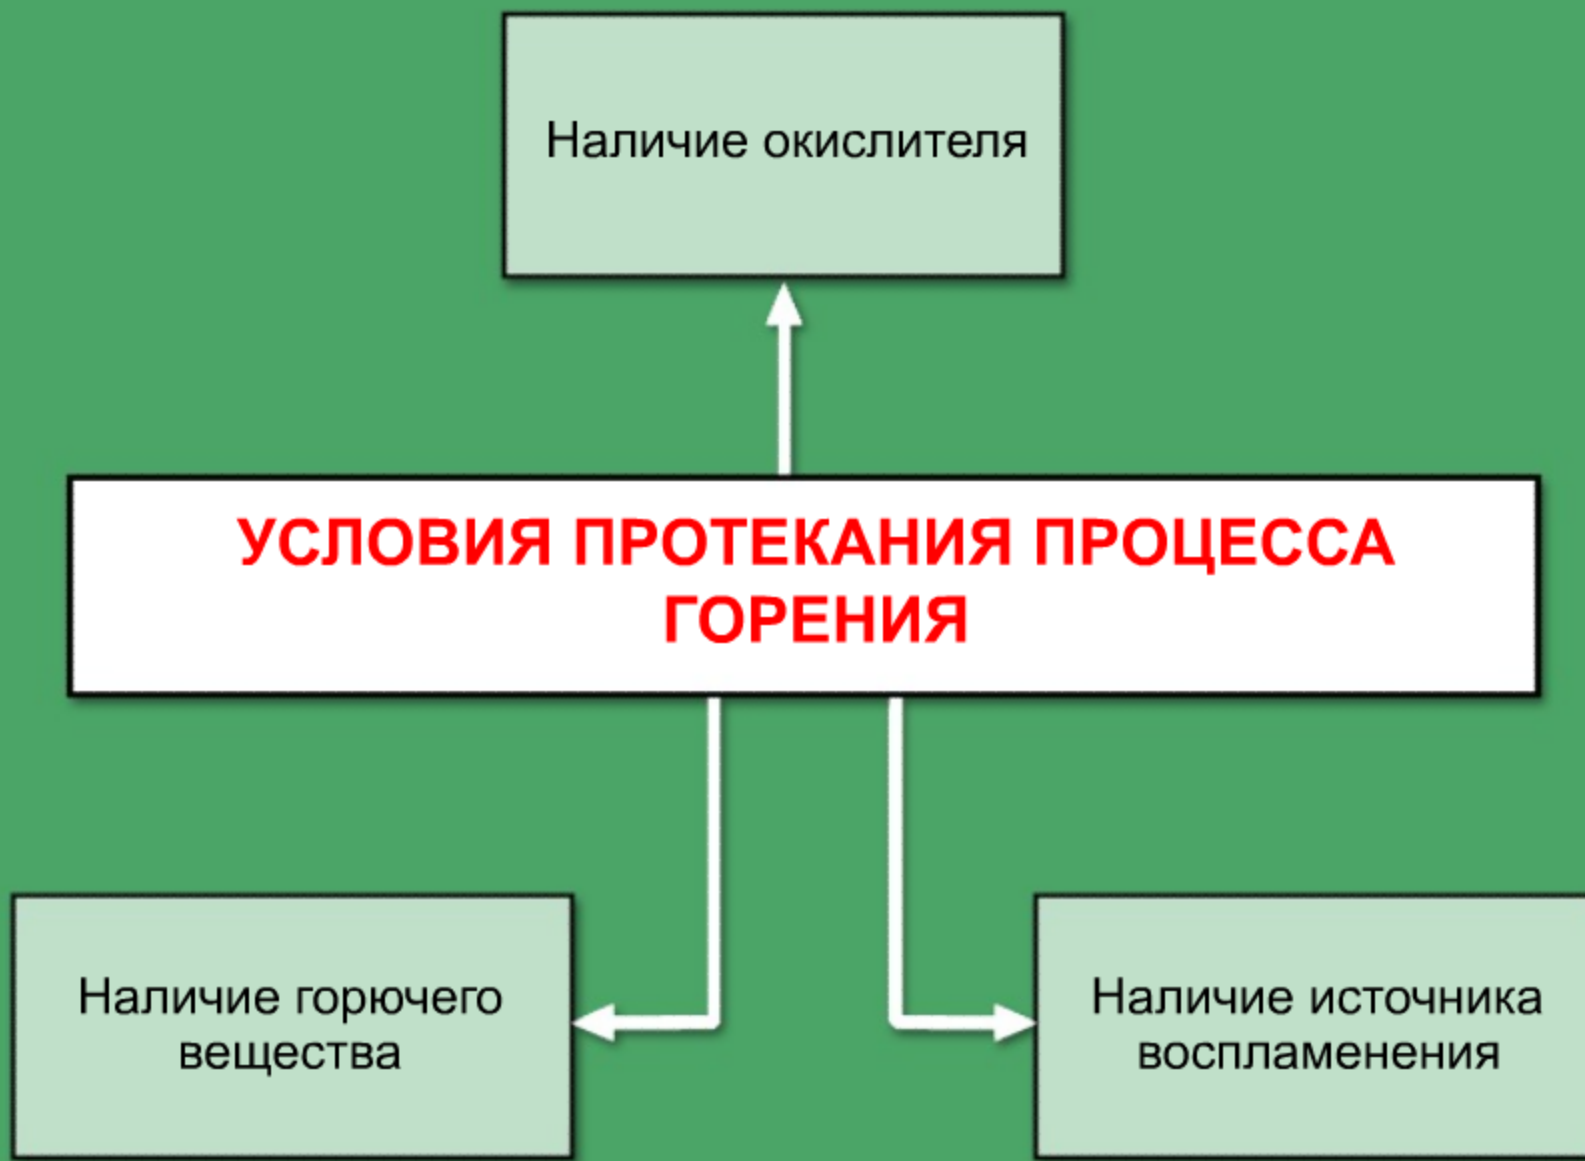 Наличие окислителя
УСЛОВИЯ ПРОТЕКАНИЯ ПРОЦЕССА
ГОРЕНИЯ
Наличие горючего
вещества
Наличие источника
воспламенения